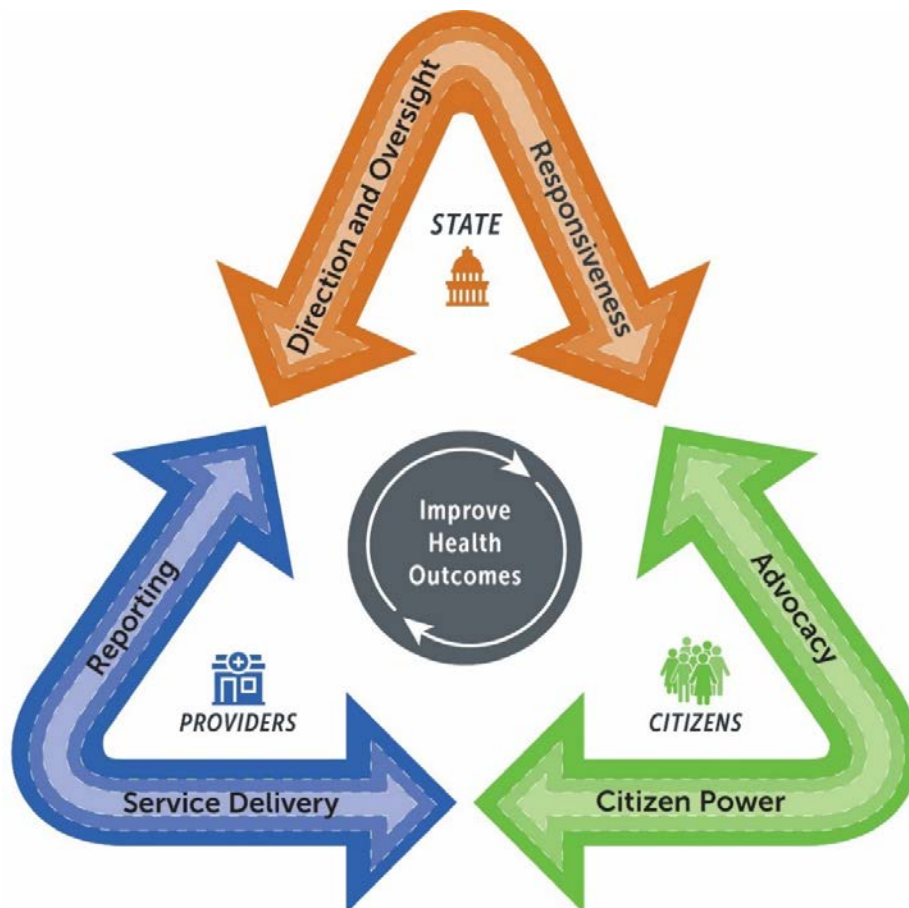 Direction and Oversight
Responsiveness
STATE
Improve
Health
Outcomes
Reporting
Advocacy
PROVIDERS
CITIZENS
Service Delivery
Citizen Power